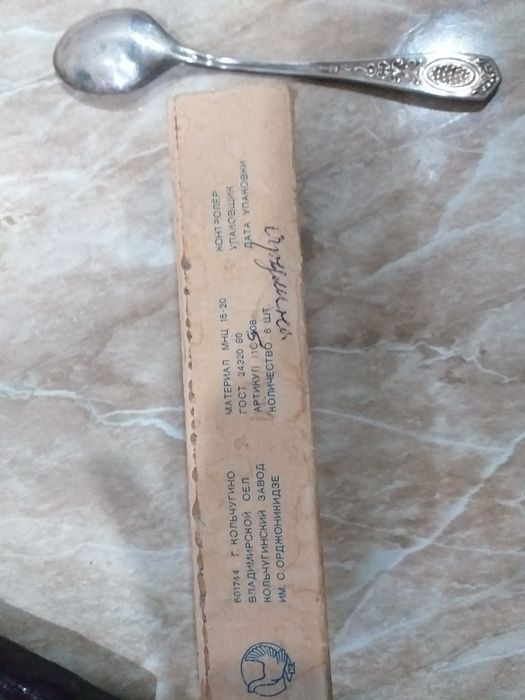 601744 Г. КОЛЬЧУГИНО
ВЛАДИМИРСКОЙ ОБЛ
КОЛЬЧУГИНСКИЙ ЗАВОД
ИМ. С. ОРДЖОНИКИДЗЕ
МАТЕРИАЛ МНЦ 15-20
ГОСТ 24320 80
АРТИКУЛ
КОЛИЧЕСТВО 6 ШТ
КОНТРОЛЕР
УПАКОВЩИК
ДАТА УПАКОВКИ